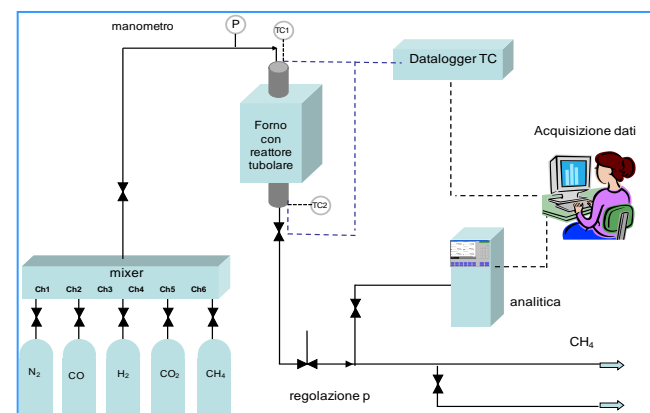 manometro
P
TC1
Datalogger TC
Forno
con
reattore
tubolare
Acquisizione dati
TC2
mixer
Ch1 Ch2 Ch3 Ch4 Ch5 Ch6
analitica
N₂
CO
H₂
CO₂
CH₄
regolazione p
CH₄